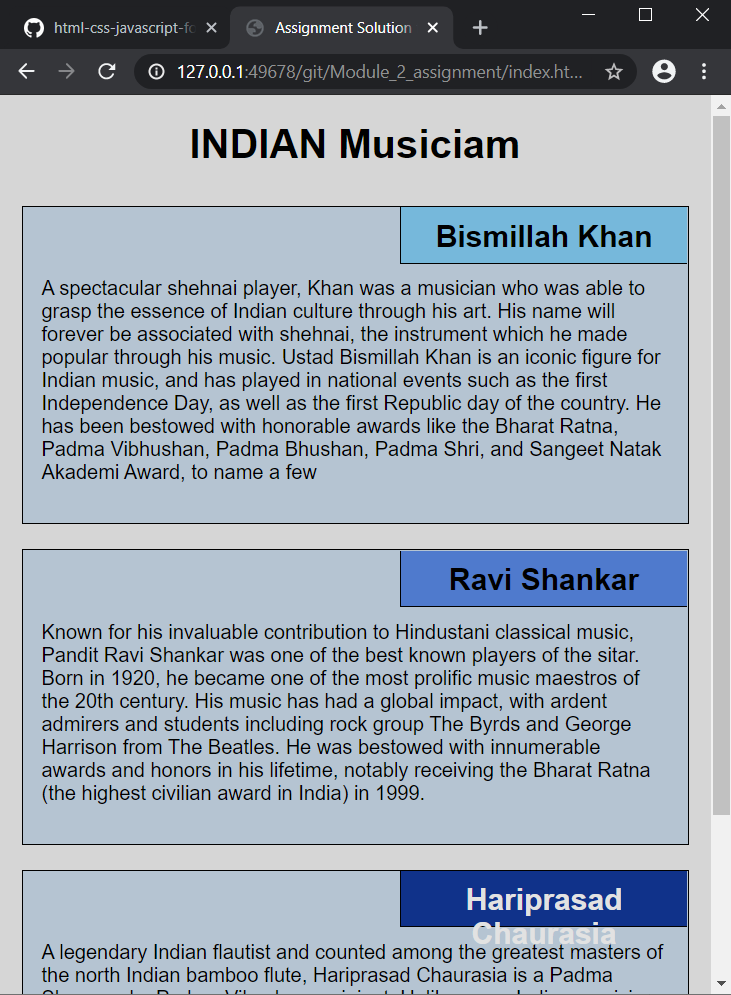 html-css-javascript-fo
Assignment Solution
127.0.0.1:49678/git/Module_2_assignment/index.ht...
INDIAN Musiciam
Bismillah Khan
A spectacular shehnai player, Khan was a musician who was able to
grasp the essence of Indian culture through his art. His name will
forever be associated with shehnai, the instrument which he made
popular through his music. Ustad Bismillah Khan is an iconic figure for
Indian music, and has played in national events such as the first
Independence Day, as well as the first Republic day of the country. He
has been bestowed with honorable awards like the Bharat Ratna,
Padma Vibhushan, Padma Bhushan, Padma Shri, and Sangeet Natak
Akademi Award, to name a few
Ravi Shankar
Known for his invaluable contribution to Hindustani classical music,
Pandit Ravi Shankar was one of the best known players of the sitar.
Born in 1920, he became one of the most prolific music maestros of
the 20th century. His music has had a global impact, with ardent
admirers and students including rock group The Byrds and George
Harrison from The Beatles. He was bestowed with innumerable
awards and honors in his lifetime, notably receiving the Bharat Ratna
(the highest civilian award in India) in 1999.
Hariprasad
Chaurasia
A legendary Indian flautist and counted among the greatest masters of
the north Indian bamboo flute, Hariprasad Chaurasia is a Padma